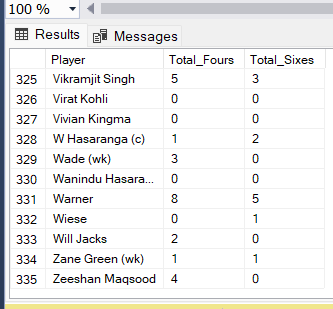 100 %
Results Messages
Player Total_Fours Total_Sixes
325 Vikramjit Singh 5 3
326 Virat Kohli 0 0
327 Vivian Kingma 0 0
328 W Hasaranga (c) 1 2
329 Wade (wk) 3 0
330 Wanindu Hasara... 0 0
331 Warner 8 5
332 Wiese 0 1
333 Will Jacks 2 0
334 Zane Green (wk) 1 1
335 Zeeshan Maqsood 4 0